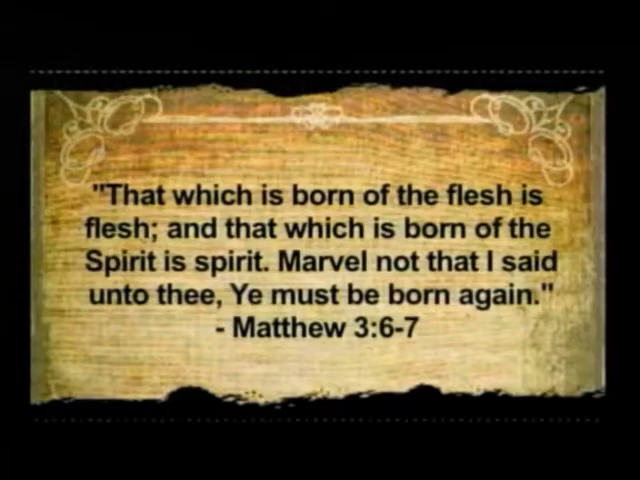 "That which is born of the flesh is
flesh; and that which is born of the
Spirit is spirit. Marvel not that I said
unto thee, Ye must be born again."
- Matthew 3:6-7